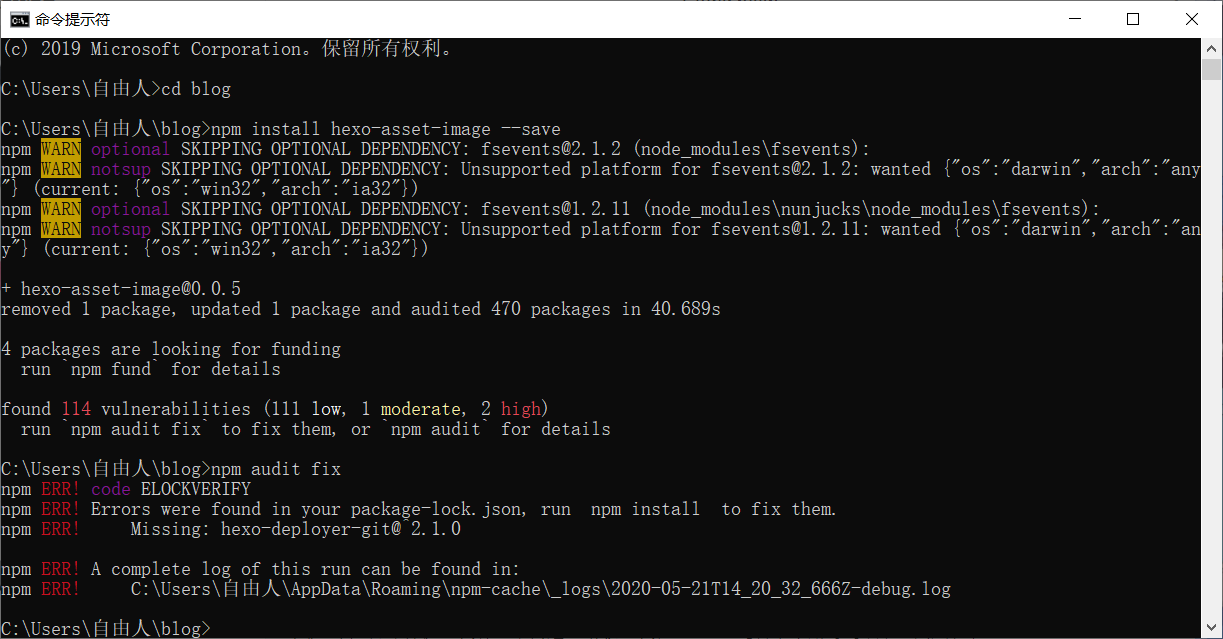 命令提示符
(c) 2019 Microsoft Corporation。保留所有权利。
C:\Users\自由人>cd blog
C:\Users\自由人\blog>npm install hexo-asset-image --save
npm WARN optional SKIPPING OPTIONAL DEPENDENCY: fsevents@2.1.2 (node_modules\fsevents):
npm WARN notsup SKIPPING OPTIONAL DEPENDENCY: Unsupported platform for fsevents@2.1.2: wanted {"os":"darwin","arch":"any
"} (current: {"os":"win32","arch":"ia32"})
npm WARN optional SKIPPING OPTIONAL DEPENDENCY: fsevents@1.2.11 (node_modules\nunjucks\node_modules\fsevents):
npm WARN notsup SKIPPING OPTIONAL DEPENDENCY: Unsupported platform for fsevents@1.2.11: wanted {"os":"darwin","arch":"an
y"} (current: {"os":"win32","arch":"ia32"})
+ hexo-asset-image@0.0.5
removed 1 package, updated 1 package and audited 470 packages in 40.689s
4 packages are looking for funding
  run `npm fund` for details
found 114 vulnerabilities (111 low, 1 moderate, 2 high)
  run `npm audit fix` to fix them, or `npm audit` for details
C:\Users\自由人\blog>npm audit fix
npm ERR! code ELOCKVERIFY
npm ERR! Errors were found in your package-lock.json, run  npm install  to fix them.
npm ERR!     Missing: hexo-deployer-git@^2.1.0
npm ERR! A complete log of this run can be found in:
npm ERR!     C:\Users\自由人\AppData\Roaming\npm-cache\_logs\2020-05-21T14_20_32_666Z-debug.log
C:\Users\自由人\blog>